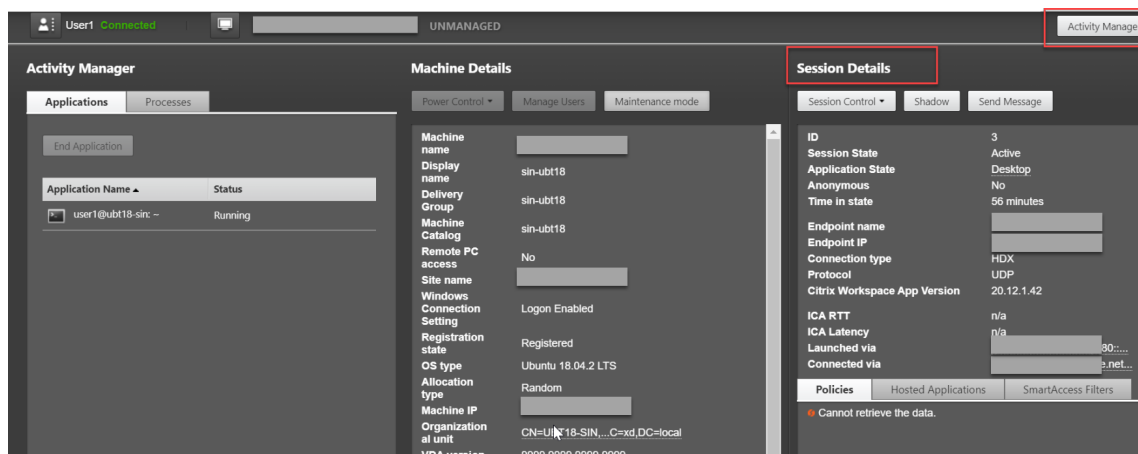 User1 Connected
UNMANAGED
Activity Manage
Activity Manager
Applications
Processes
End Application
Application Name
Status
user1@ubt18-sin: ~
Running
Machine Details
Power Control
Manage Users
Maintenance mode
Machine name
Display name
sin-ubt18
Delivery Group
sin-ubt18
Machine Catalog
sin-ubt18
Remote PC access
No
Site name
Windows Connection Setting
Logon Enabled
Registration state
Registered
OS type
Ubuntu 18.04.2 LTS
Allocation type
Random
Machine IP
Organization
al unit
CN=UBT18-SIN,...C=xd,DC=local
Session Details
Session Control
Shadow
Send Message
ID
3
Session State
Active
Application State
Desktop
Anonymous
No
Time in state
56 minutes
Endpoint name
Endpoint IP
Connection type
HDX
Protocol
UDP
Citrix Workspace App Version
20.12.1.42
ICA RTT
n/a
ICA Latency
n/a
Launched via
80::...
Connected via
e.net...
Policies
Hosted Applications
SmartAccess Filters
Cannot retrieve the data.